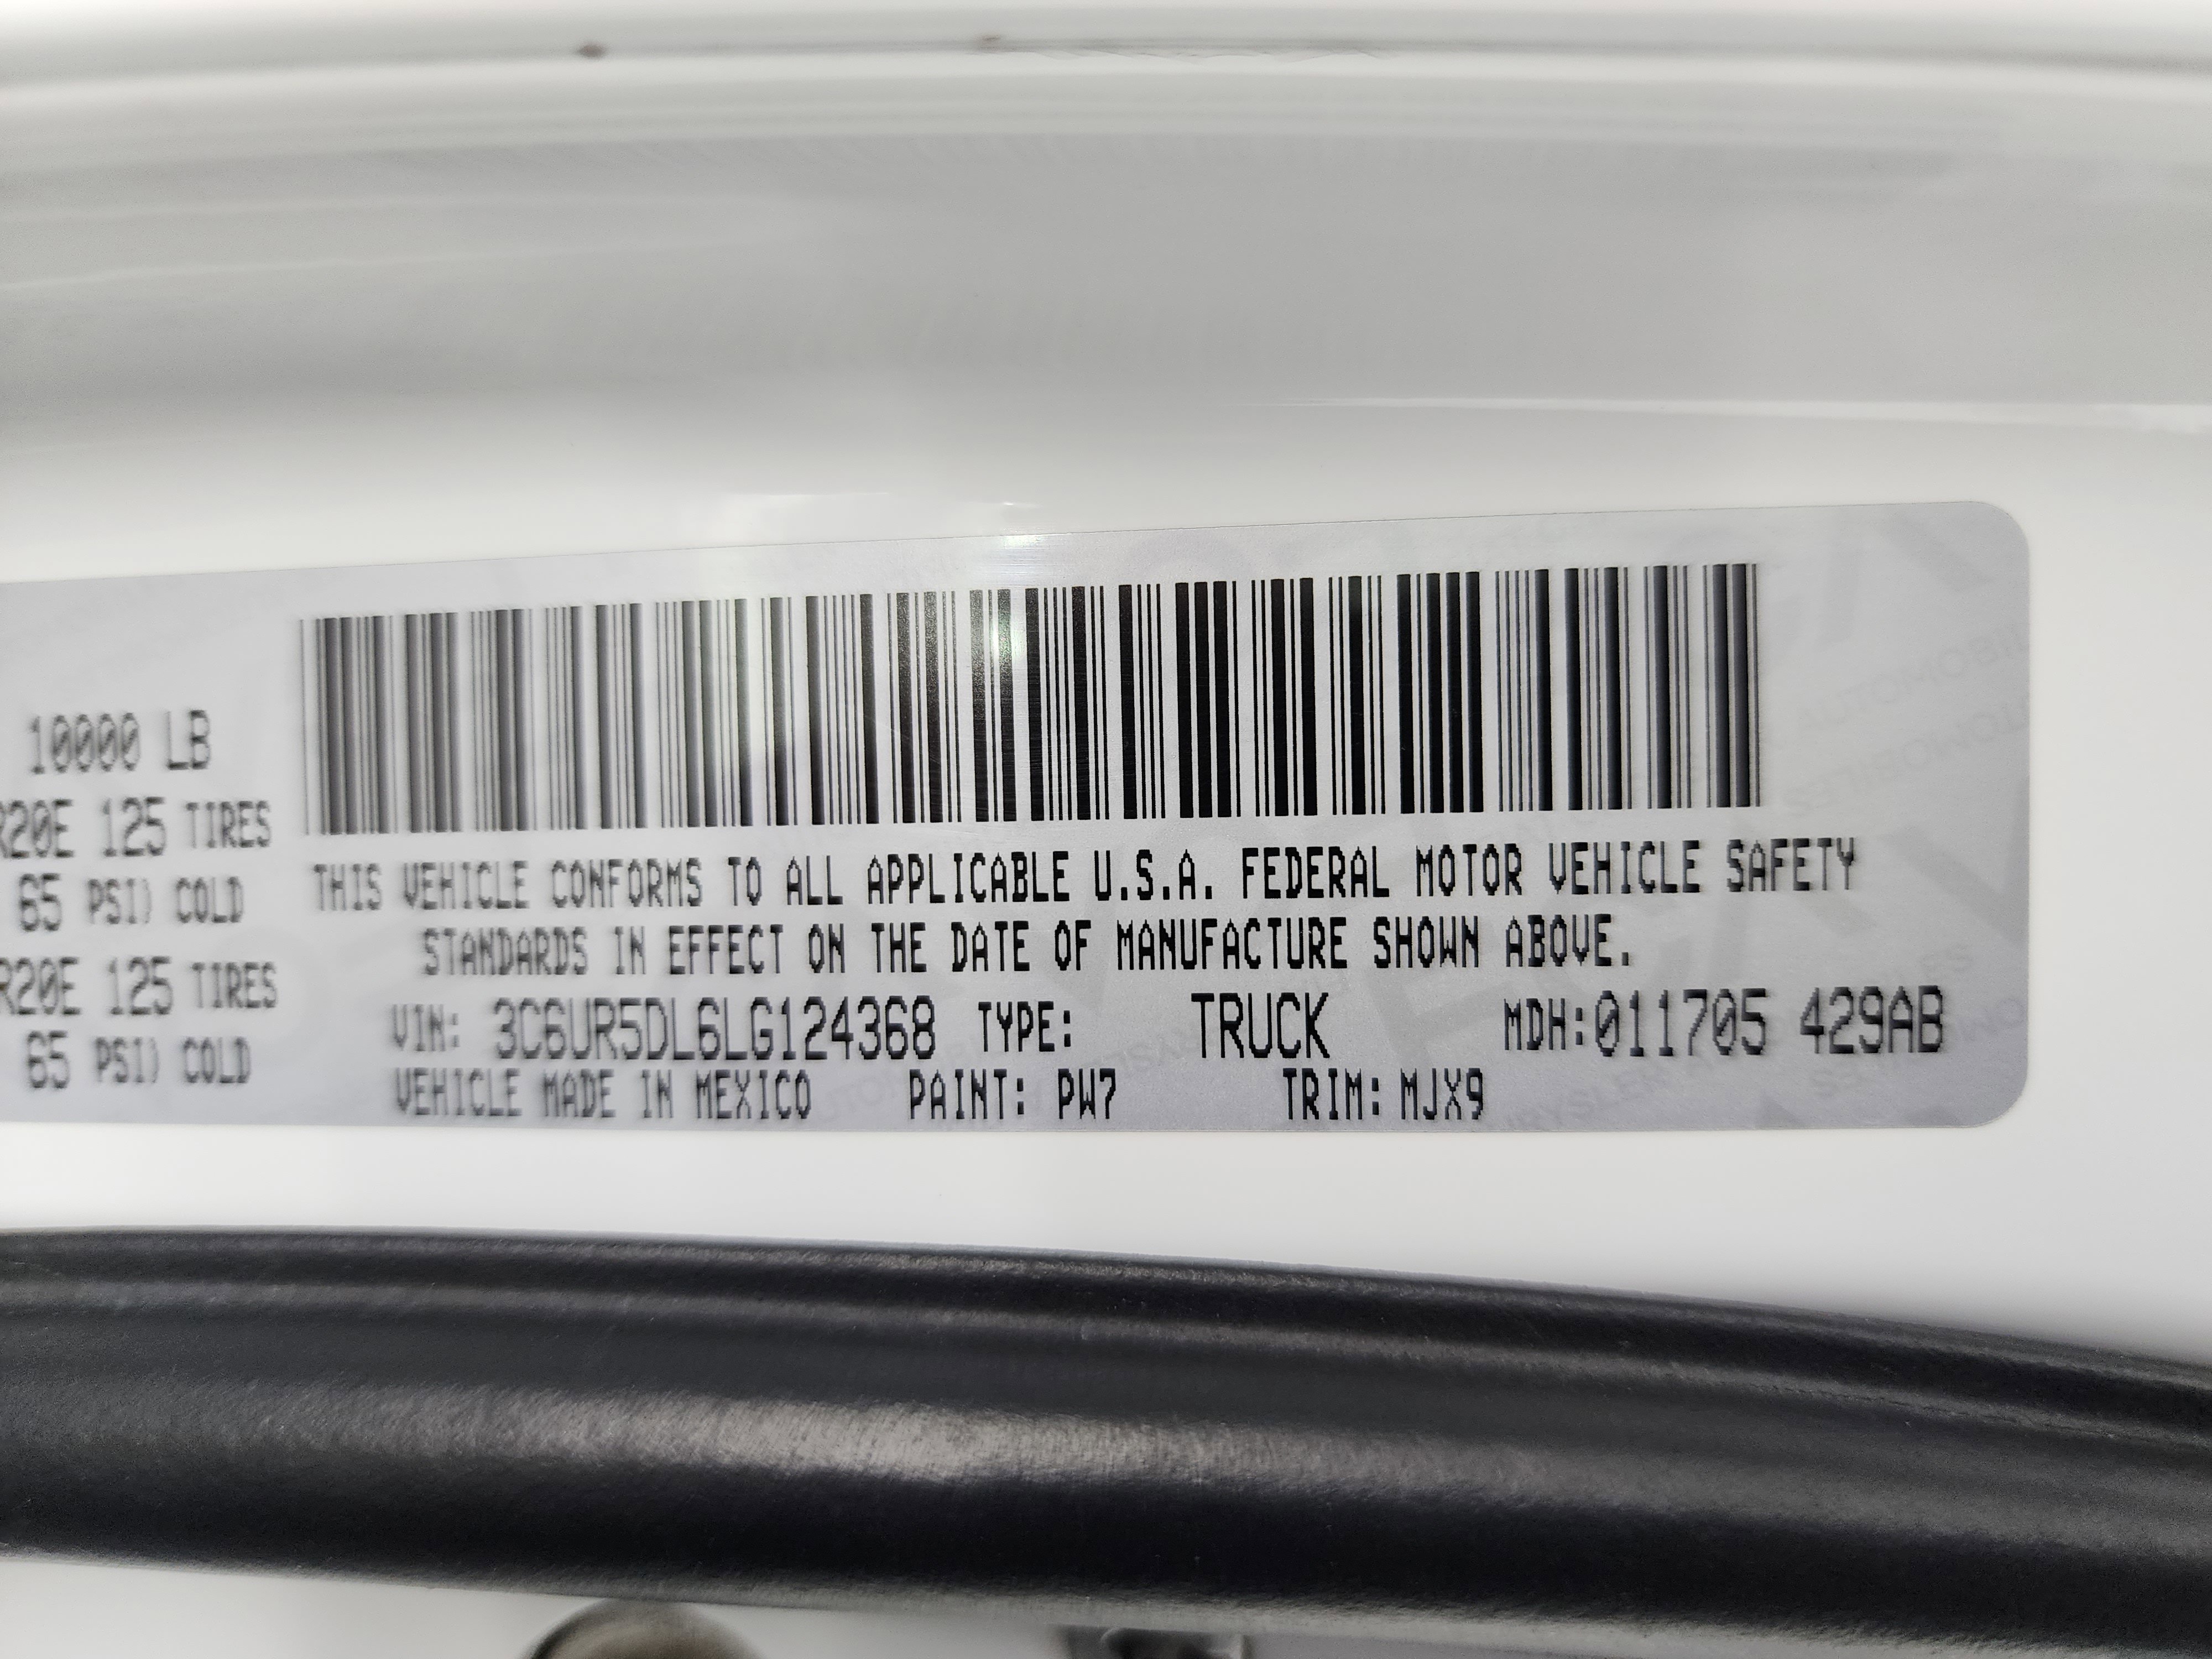 10000 LB
R20E 125 TIRES
65 PSI) COLD
R20E 125 TIRES
65 PSI) COLD
THIS VEHICLE CONFORMS TO ALL APPLICABLE U.S.A. FEDERAL MOTOR VEHICLE SAFETY
STANDARDS IN EFFECT ON THE DATE OF MANUFACTURE SHOWN ABOVE.
VIN: 3C6UR5DL6LG124368 TYPE: TRUCK MDH:011705 429AB
VEHICLE MADE IN MEXICO PAINT: PW7 TRIM: MJX9